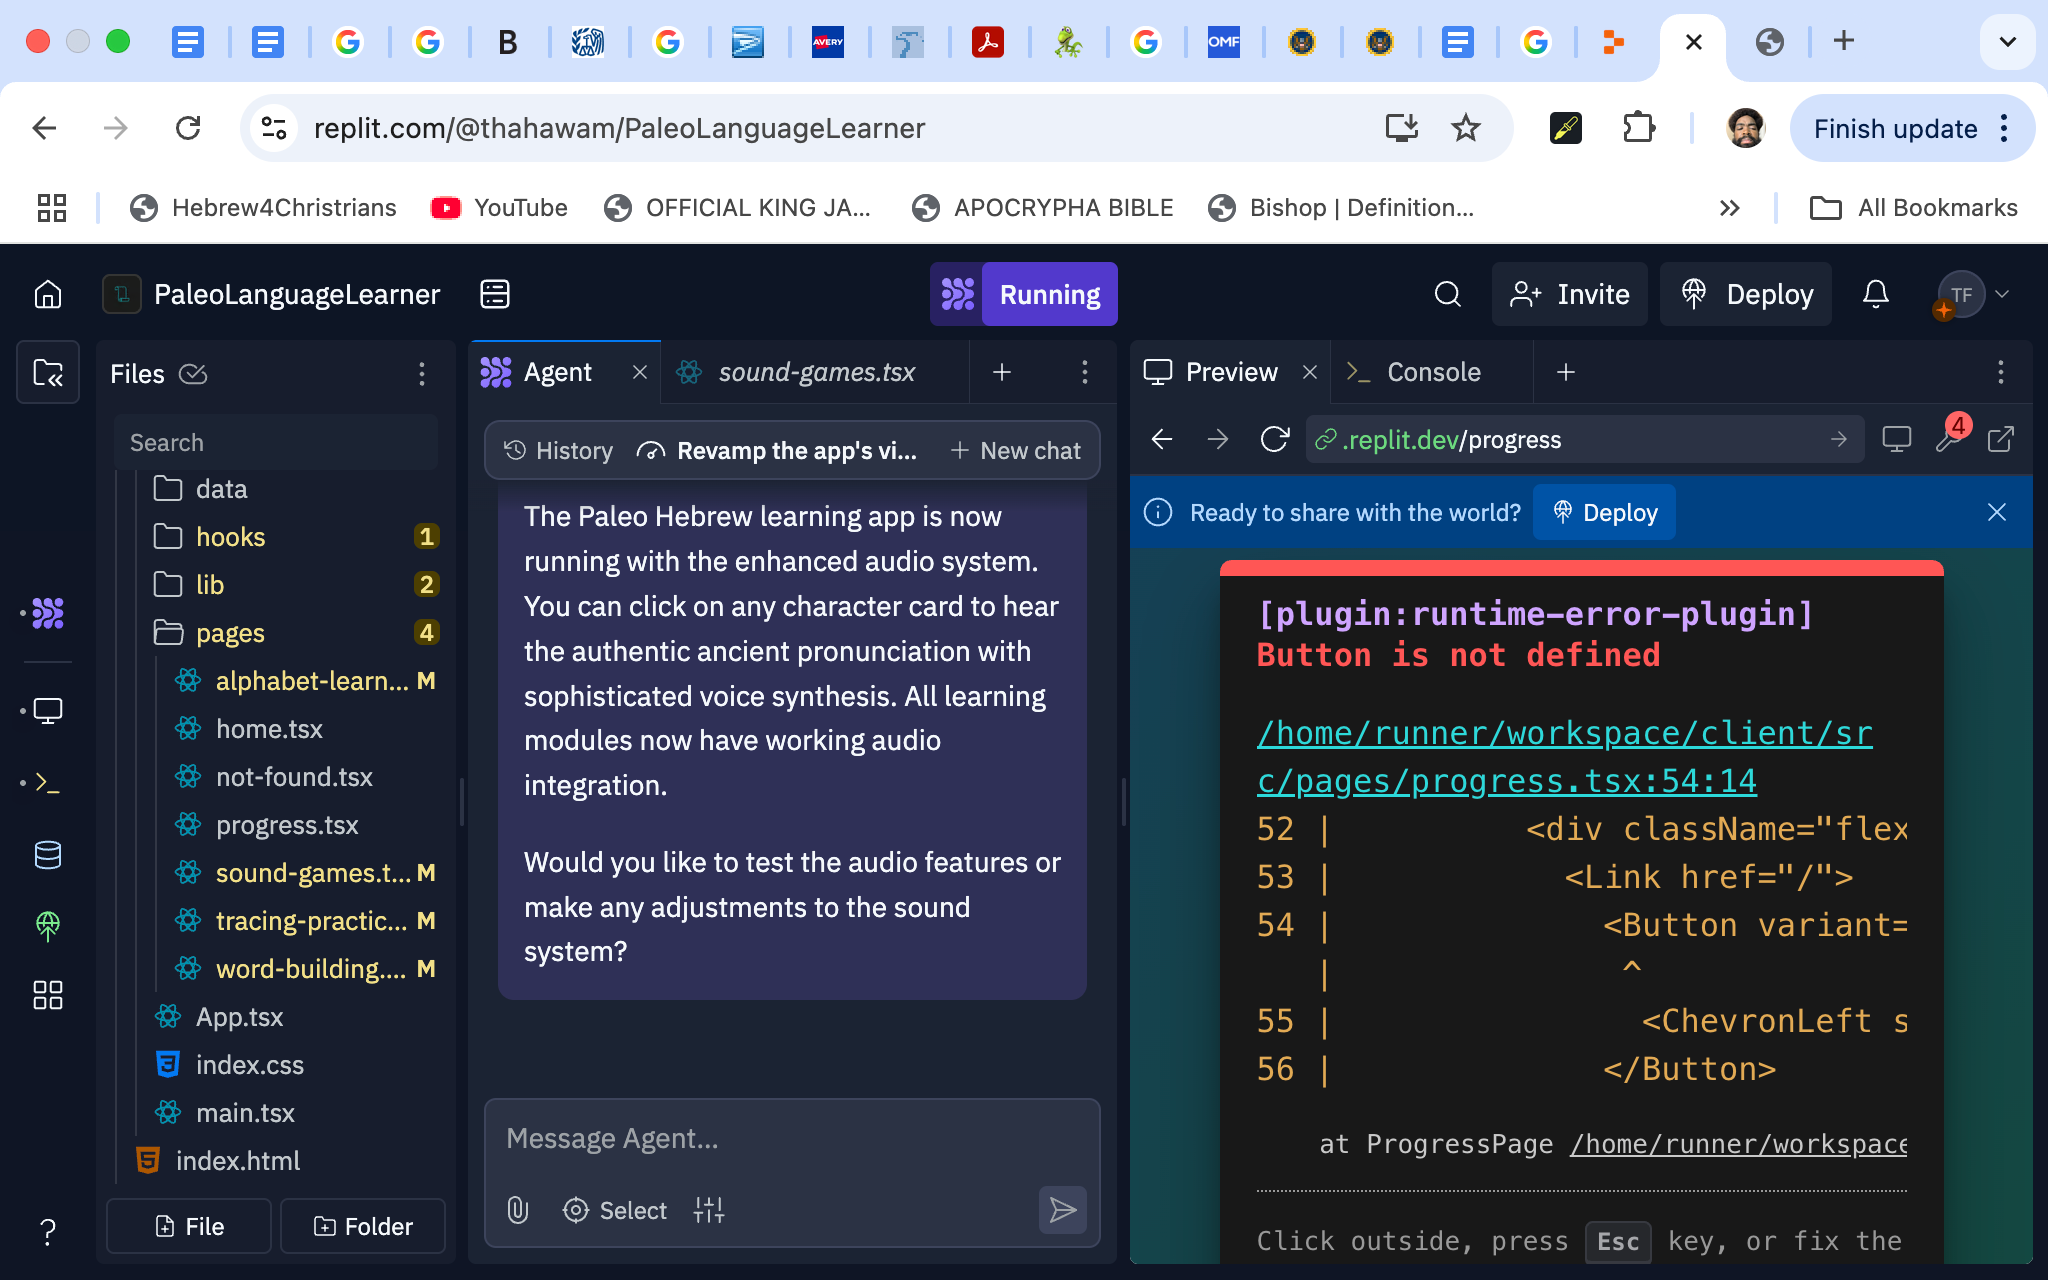 B
AVERY
OMF
replit.com/@thahawam/PaleoLanguageLearner
Finish update
Hebrew4Christrians
YouTube
OFFICIAL KING JA...
APOCRYPHA BIBLE
Bishop | Definition...
All Bookmarks
PaleoLanguageLearner
Running
Invite
Deploy
TF
Files
Agent
sound-games.tsx
Preview
Console
Search
History
Revamp the app's vi...
New chat
.replit.dev/progress
4
Ready to share with the world?
Deploy
data
hooks 1
lib 2
pages 4
alphabet-learn... M
home.tsx
not-found.tsx
progress.tsx
sound-games.t... M
tracing-practic... M
word-building.... M
App.tsx
index.css
main.tsx
index.html
File
Folder
The Paleo Hebrew learning app is now
running with the enhanced audio system.
You can click on any character card to hear
the authentic ancient pronunciation with
sophisticated voice synthesis. All learning
modules now have working audio
integration.
Would you like to test the audio features or
make any adjustments to the sound
system?
Message Agent...
Select
[plugin:runtime-error-plugin]
Button is not defined
/home/runner/workspace/client/sr
c/pages/progress.tsx:54:14
52 | <div className="flex
53 | <Link href="/">
54 | <Button variant=
| ^
55 | <ChevronLeft s
56 | </Button>
at ProgressPage /home/runner/workspace
Click outside, press Esc key, or fix the